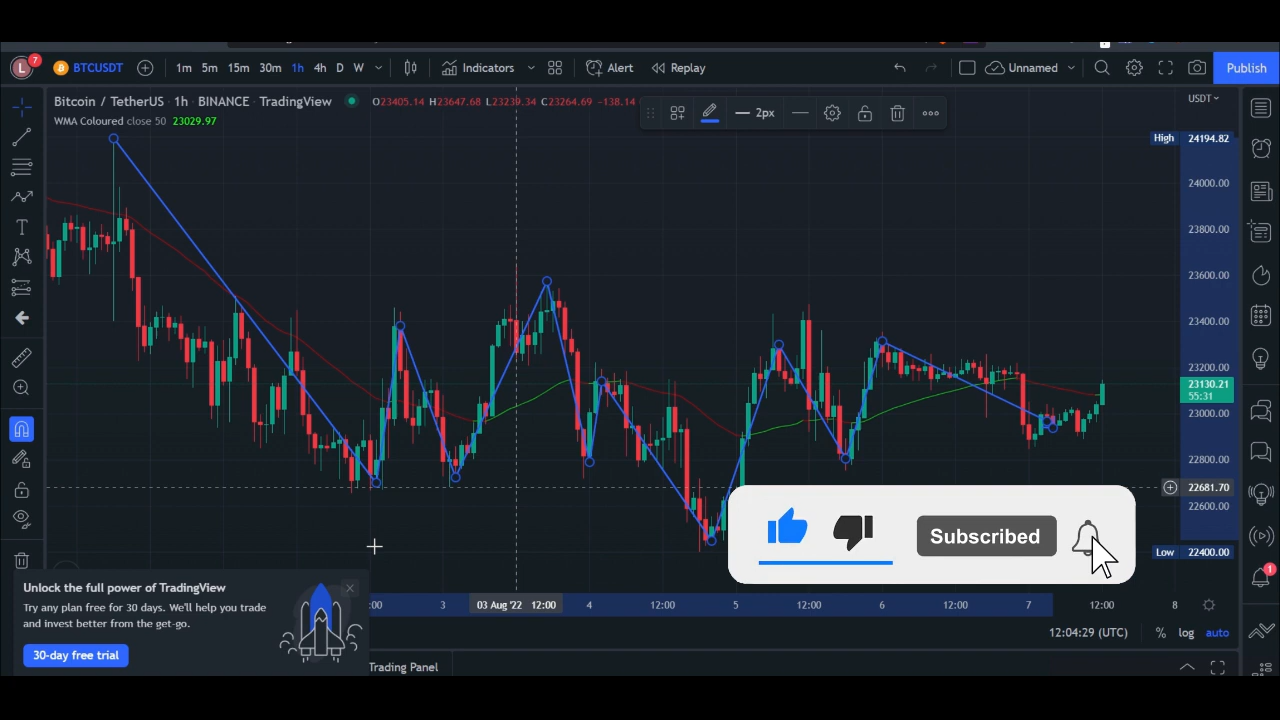 L 7 BTCUSDT 1m 5m 15m 30m 1h 4h D W Indicators Alert Replay Unnamed Publish
Bitcoin / TetherUS · 1h · BINANCE · TradingView O23405.14 H23647.68 L23239.34 C23264.69 -138.14
WMA Coloured close 50 23029.97
2px
USDT
High 24194.82
24000.00
23800.00
23600.00
23400.00
23200.00
23130.21
55:31
23000.00
22800.00
22681.70
22600.00
Low 22400.00
Subscribed
1
Unlock the full power of TradingView
Try any plan free for 30 days. We'll help you trade
and invest better from the get-go.
30-day free trial
:00 3 03 Aug '22 12:00 4 12:00 5 12:00 6 12:00 7 12:00 8
12:04:29 (UTC) % log auto
Trading Panel